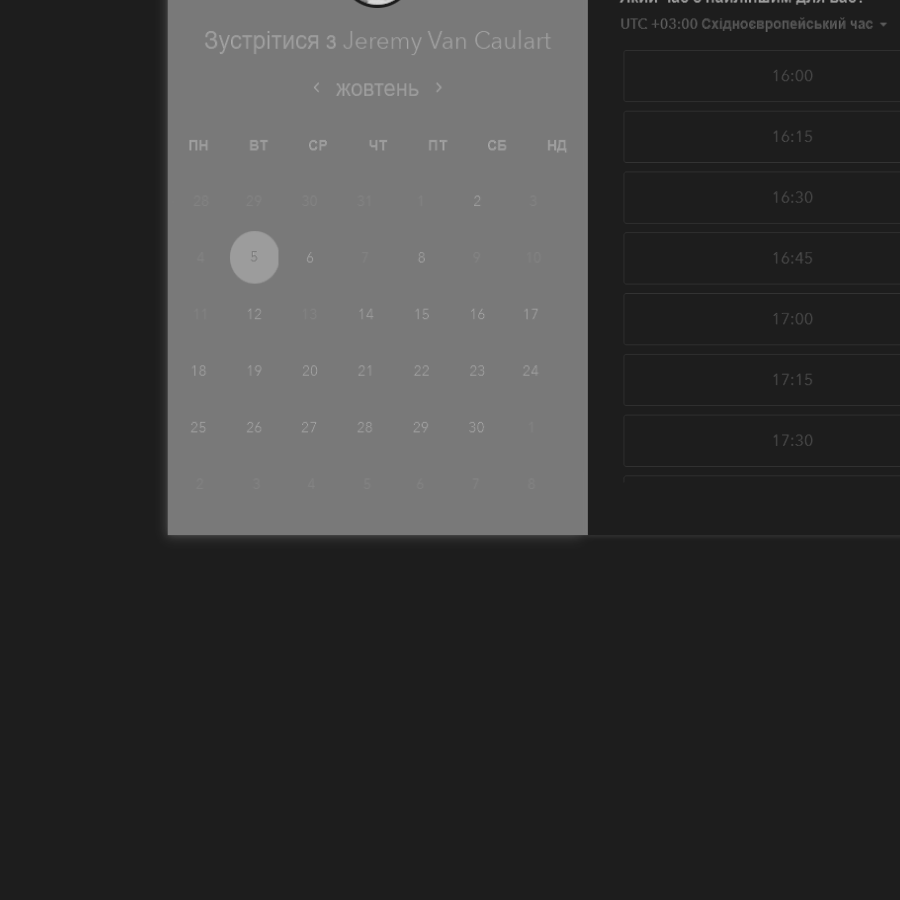 Зустрітися з Jeremy Van Caulart
жовтень
ПН ВТ СР ЧТ ПТ СБ НД
28 29 30 31 1 2 3
4 5 6 7 8 9 10
11 12 13 14 15 16 17
18 19 20 21 22 23 24
25 26 27 28 29 30 1
2 3 4 5 6 7 8
UTC +03:00 Східноєвропейський час
16:00
16:15
16:30
16:45
17:00
17:15
17:30